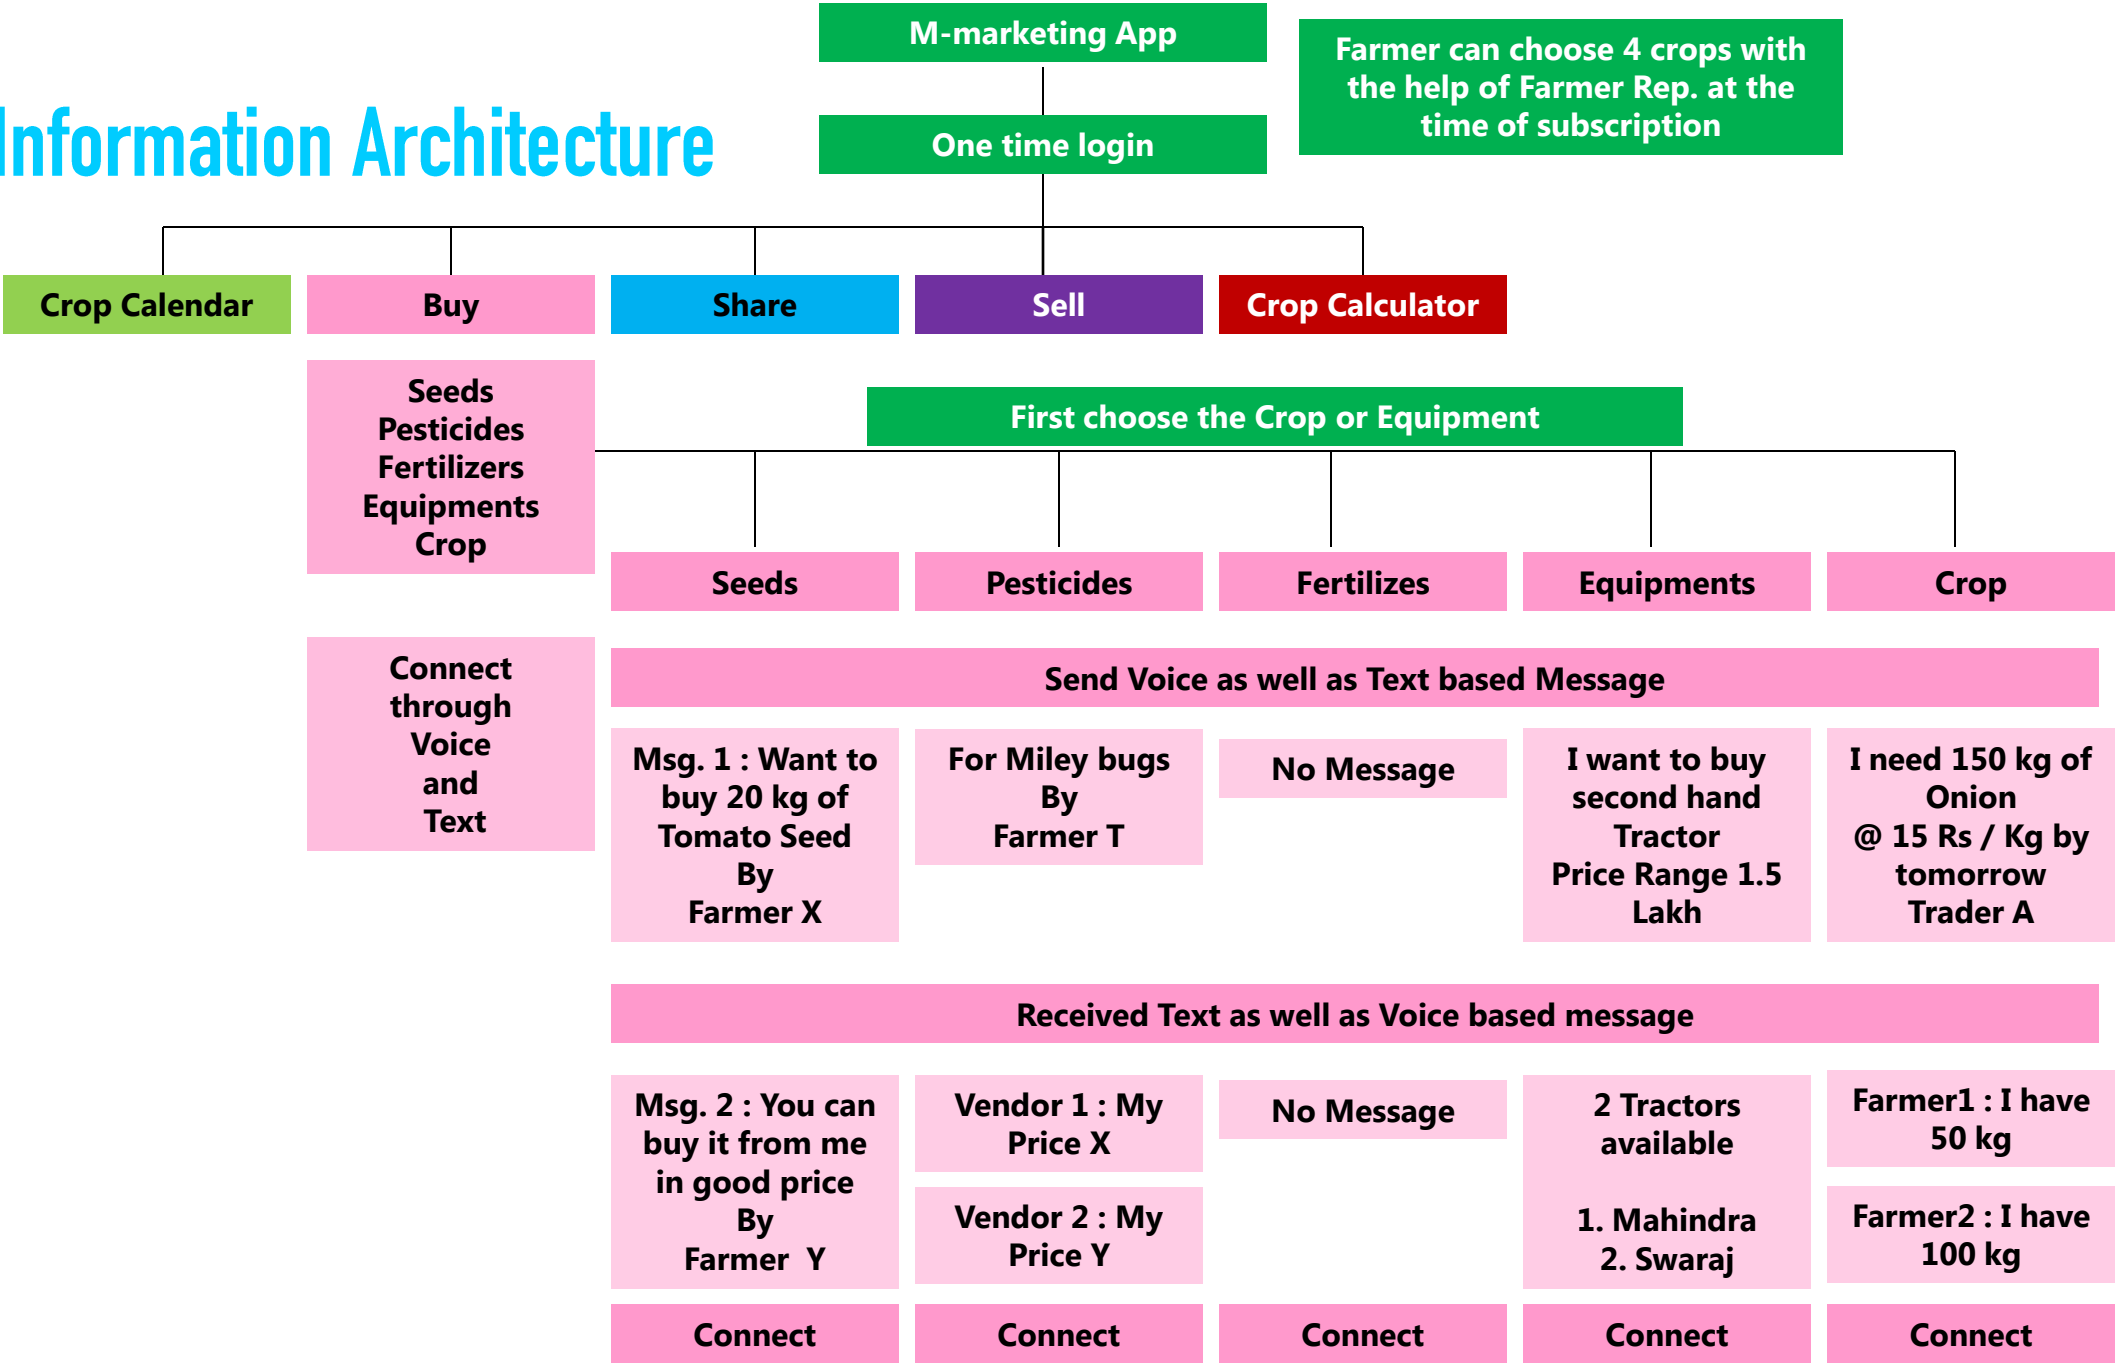 M-marketing App
Farmer can choose 4 crops with
the help of Farmer Rep. at the
time of subscription
Information Architecture
One time login
Crop Calendar
Buy
Share
Sell
Crop Calculator
Seeds
Pesticides
Fertilizers
Equipments
Crop
First choose the Crop or Equipment
Seeds
Pesticides
Fertilizes
Equipments
Crop
Connect
through
Voice
and
Text
Send Voice as well as Text based Message
Msg. 1 : Want to
buy 20 kg of
Tomato Seed
By
Farmer X
For Miley bugs
By
Farmer T
No Message
I want to buy
second hand
Tractor
Price Range 1.5
Lakh
I need 150 kg of
Onion
@ 15 Rs / Kg by
tomorrow
Trader A
Received Text as well as Voice based message
Msg. 2 : You can
buy it from me
in good price
By
Farmer Y
Vendor 1 : My
Price X
Vendor 2 : My
Price Y
No Message
2 Tractors
available
1. Mahindra
2. Swaraj
Farmer1 : I have
50 kg
Farmer2 : I have
100 kg
Connect
Connect
Connect
Connect
Connect